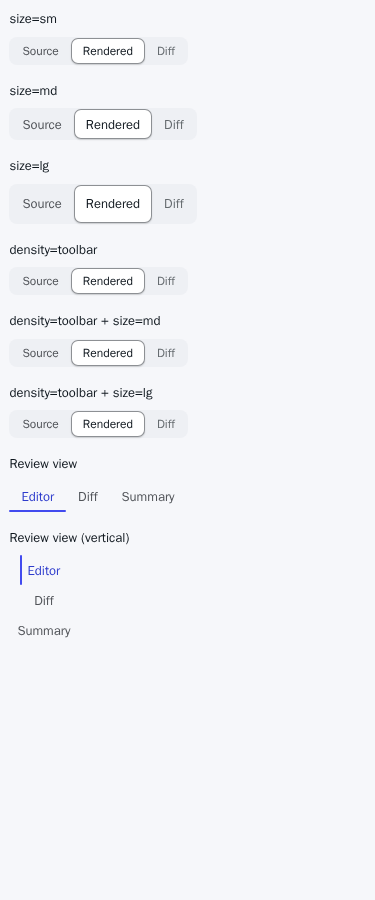 size=sm
Source Rendered Diff
size=md
Source Rendered Diff
size=lg
Source Rendered Diff
density=toolbar
Source Rendered Diff
density=toolbar + size=md
Source Rendered Diff
density=toolbar + size=lg
Source Rendered Diff
Review view
Editor Diff Summary
Review view (vertical)
Editor
Diff
Summary